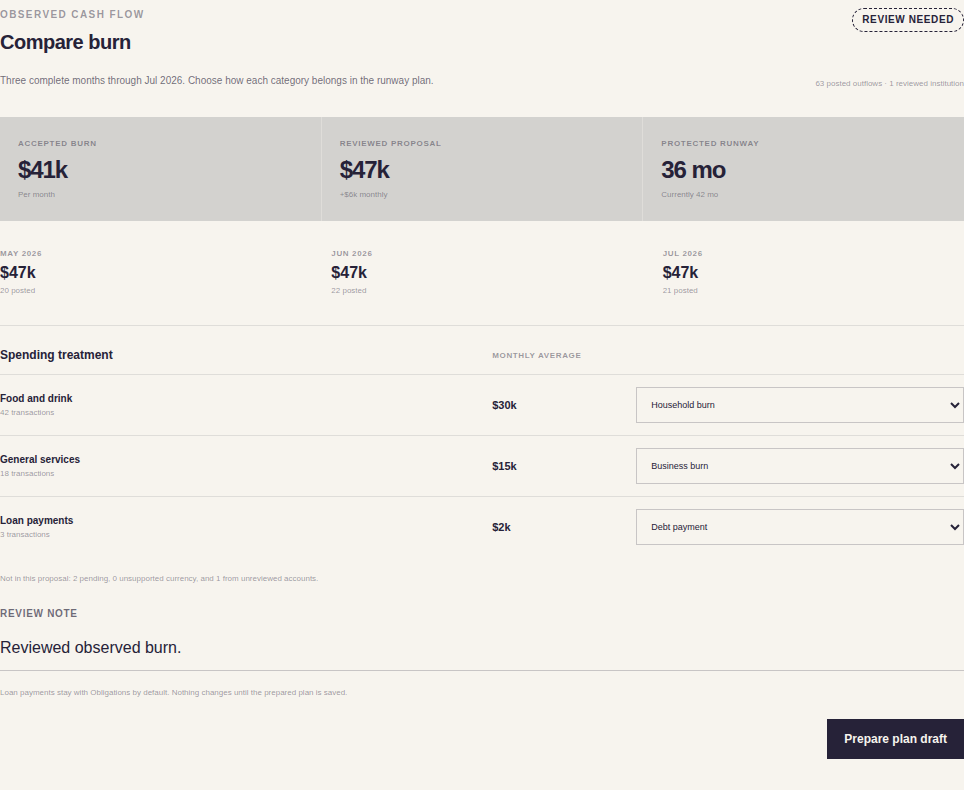 OBSERVED CASH FLOW
REVIEW NEEDED
Compare burn
Three complete months through Jul 2026. Choose how each category belongs in the runway plan.
63 posted outflows · 1 reviewed institution
ACCEPTED BURN
$41k
Per month
REVIEWED PROPOSAL
$47k
+$6k monthly
PROTECTED RUNWAY
36 mo
Currently 42 mo
MAY 2026
$47k
20 posted
JUN 2026
$47k
22 posted
JUL 2026
$47k
21 posted
Spending treatment
MONTHLY AVERAGE
Food and drink
42 transactions
$30k
Household burn
General services
18 transactions
$15k
Business burn
Loan payments
3 transactions
$2k
Debt payment
Not in this proposal: 2 pending, 0 unsupported currency, and 1 from unreviewed accounts.
REVIEW NOTE
Reviewed observed burn.
Loan payments stay with Obligations by default. Nothing changes until the prepared plan is saved.
Prepare plan draft